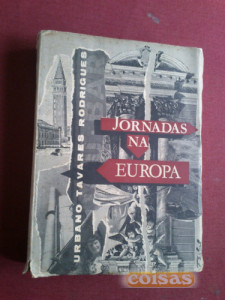 URBANO TAVARES RODRIGUES
JORNADAS
NA
EUROPA
coisas